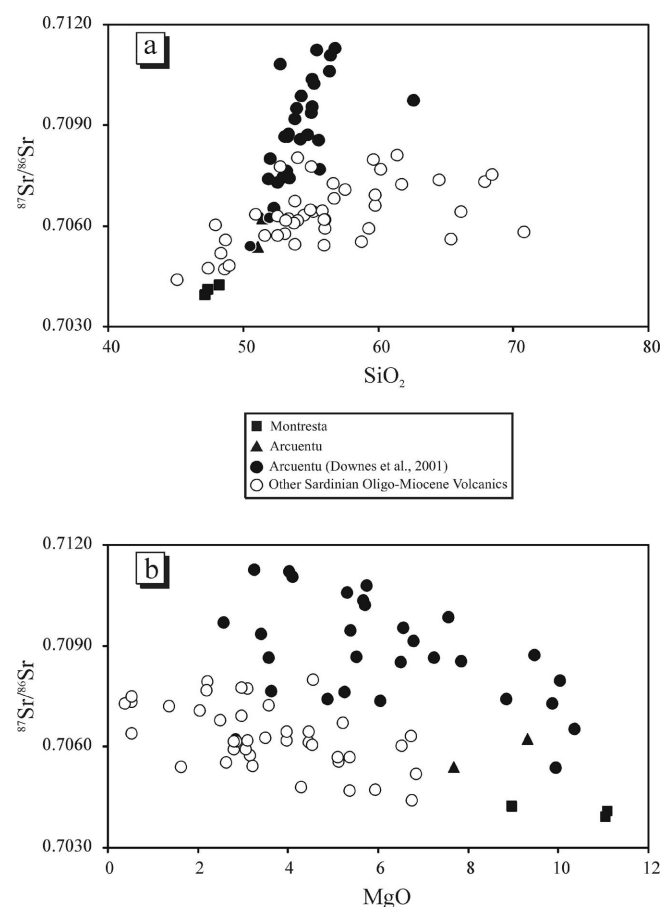 a
0.7120
0.7090
0.7060
0.7030
⁸⁷Sr/⁸⁶Sr
40 50 60 70 80
SiO₂
Montresta
Arcuentu
Arcuentu (Downes et al., 2001)
Other Sardinian Oligo-Miocene Volcanics
b
0.7120
0.7090
0.7060
0.7030
⁸⁷Sr/⁸⁶Sr
0 2 4 6 8 10 12
MgO